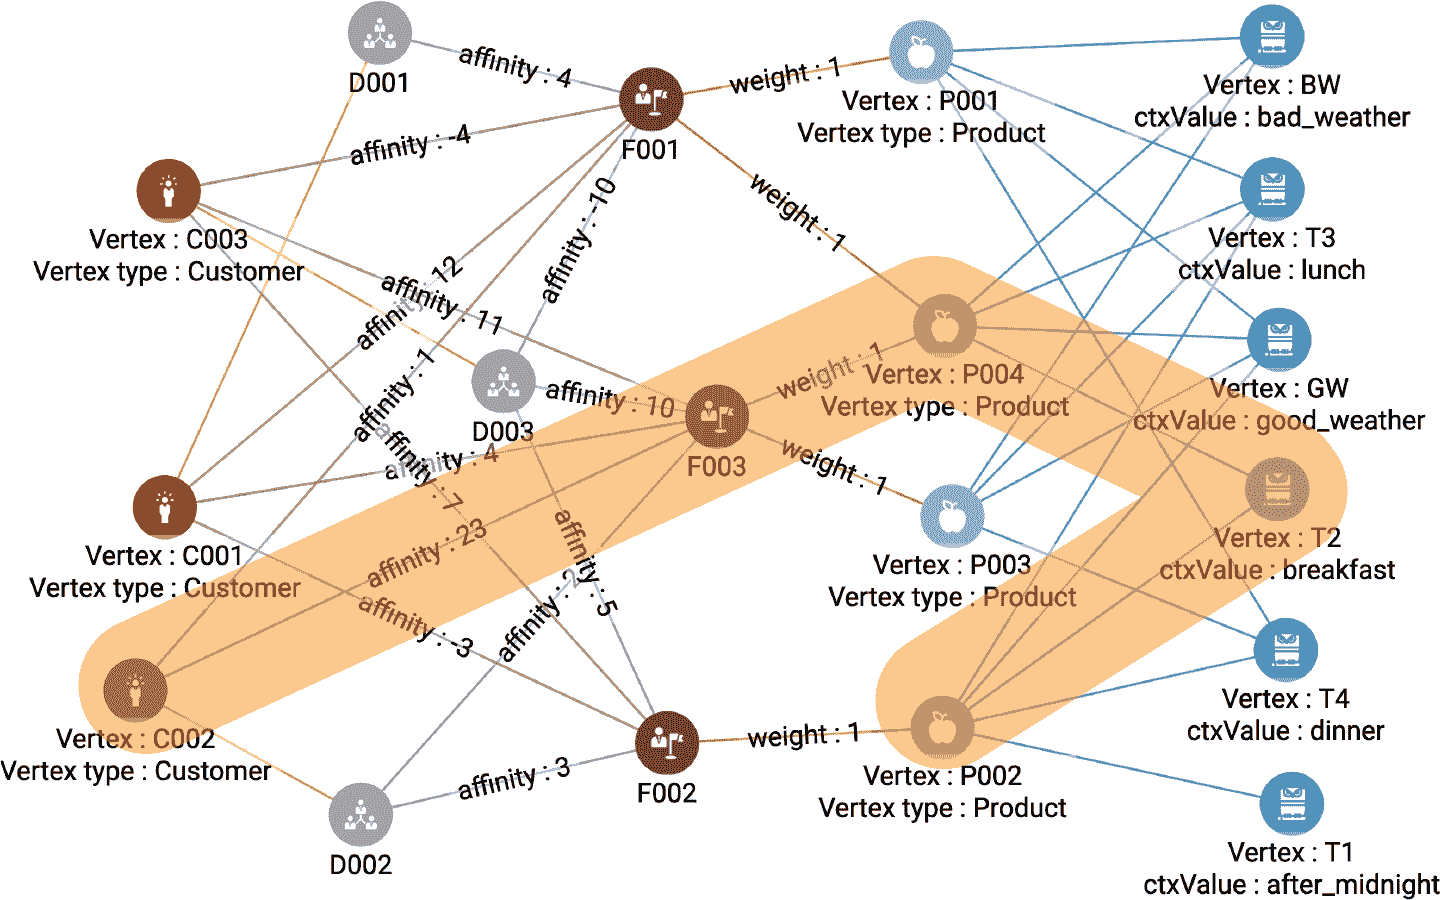 D001
affinity : 4
F001
weight : 1
Vertex : P001
Vertex type : Product
Vertex : BW
ctxValue : bad_weather
affinity : -4
Vertex : C003
Vertex type : Customer
affinity : -10
weight : 1
Vertex : T3
ctxValue : lunch
affinity : 12
affinity : 11
affinity : 1
D003
affinity : 10
F003
weight : 1
Vertex : P004
Vertex type : Product
Vertex : GW
ctxValue : good_weather
affinity : 4
affinity : 7
weight : 1
Vertex : C001
Vertex type : Customer
affinity : 23
affinity : 5
affinity : 2
Vertex : P003
Vertex type : Product
Vertex : T2
ctxValue : breakfast
affinity : -3
Vertex : C002
Vertex type : Customer
affinity : 3
D002
F002
weight : 1
Vertex : P002
Vertex type : Product
Vertex : T4
ctxValue : dinner
Vertex : T1
ctxValue : after_midnight